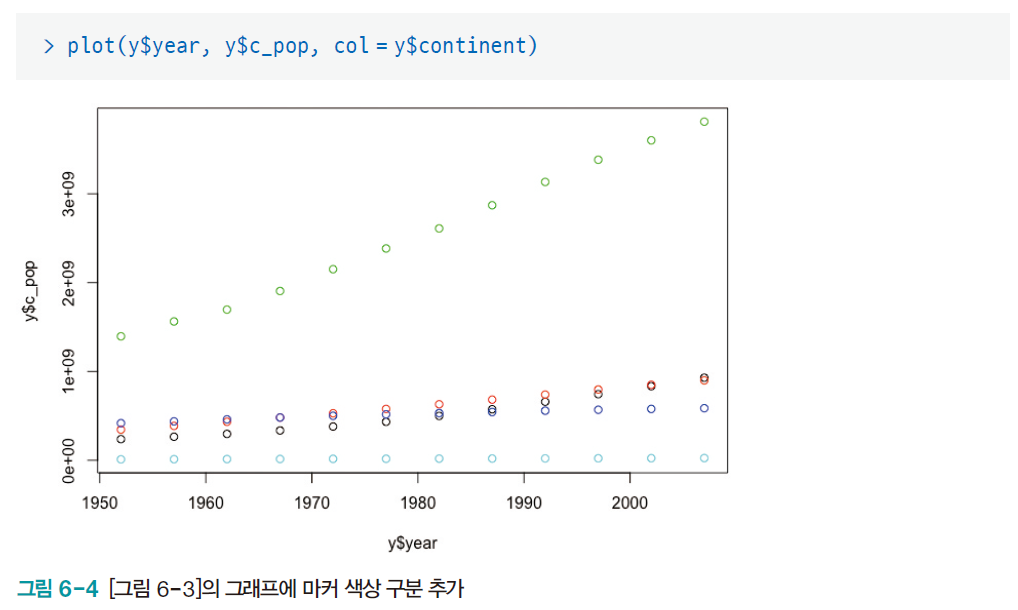 > plot(y$year, y$c_pop, col = y$continent)
3e+09
2e+09
1e+09
0e+00
y$c_pop
1950 1960 1970 1980 1990 2000
y$year
그림 6-4 [그림 6-3]의 그래프에 마커 색상 구분 추가